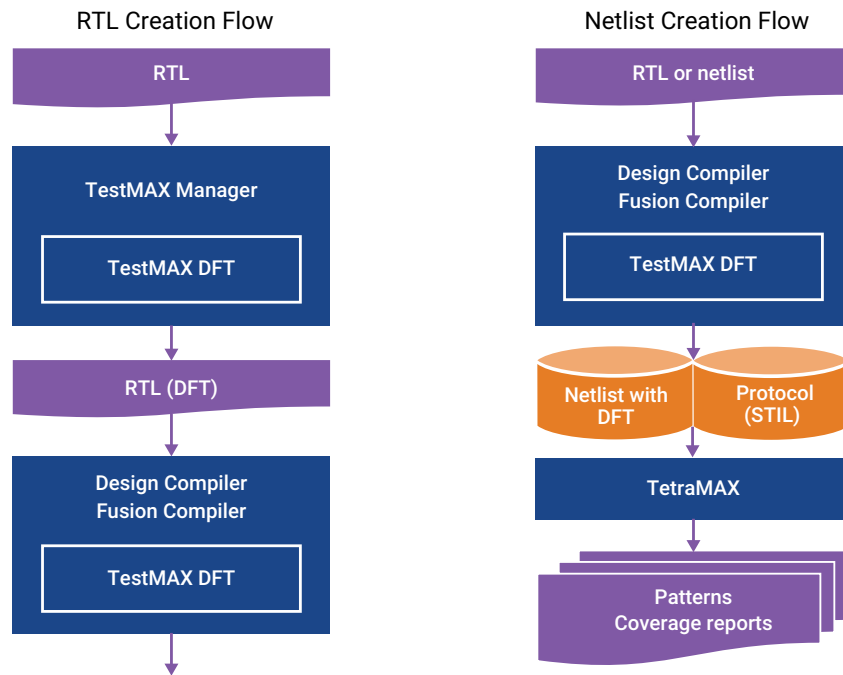 RTL Creation Flow
RTL
TestMAX Manager
TestMAX DFT
RTL (DFT)
Design Compiler
Fusion Compiler
TestMAX DFT
Netlist Creation Flow
RTL or netlist
Design Compiler
Fusion Compiler
TestMAX DFT
Netlist with
DFT
Protocol
(STIL)
TetraMAX
Patterns
Coverage reports